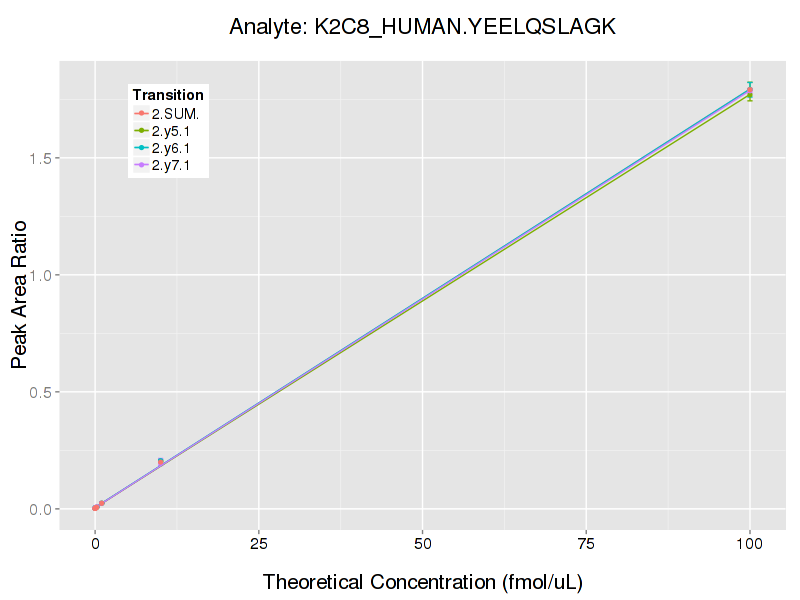 Analyte: K2C8_HUMAN.YEELQSLAGK
Transition
2.SUM.
2.y5.1
2.y6.1
2.y7.1
Peak Area Ratio
1.5
1.0
0.5
0.0
0 25 50 75 100
Theoretical Concentration (fmol/uL)